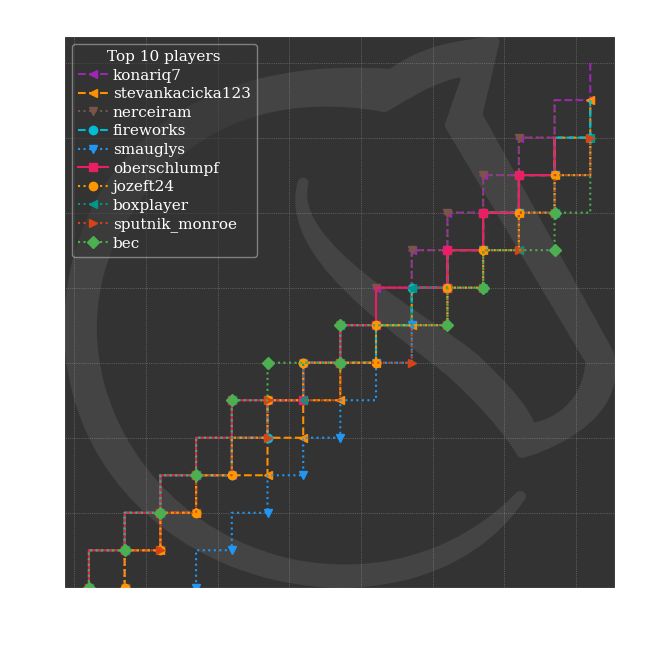 Top 10 players
konariq7
stevankacicka123
nerceiram
fireworks
smauglys
oberschlumpf
jozeft24
boxplayer
sputnik_monroe
bec